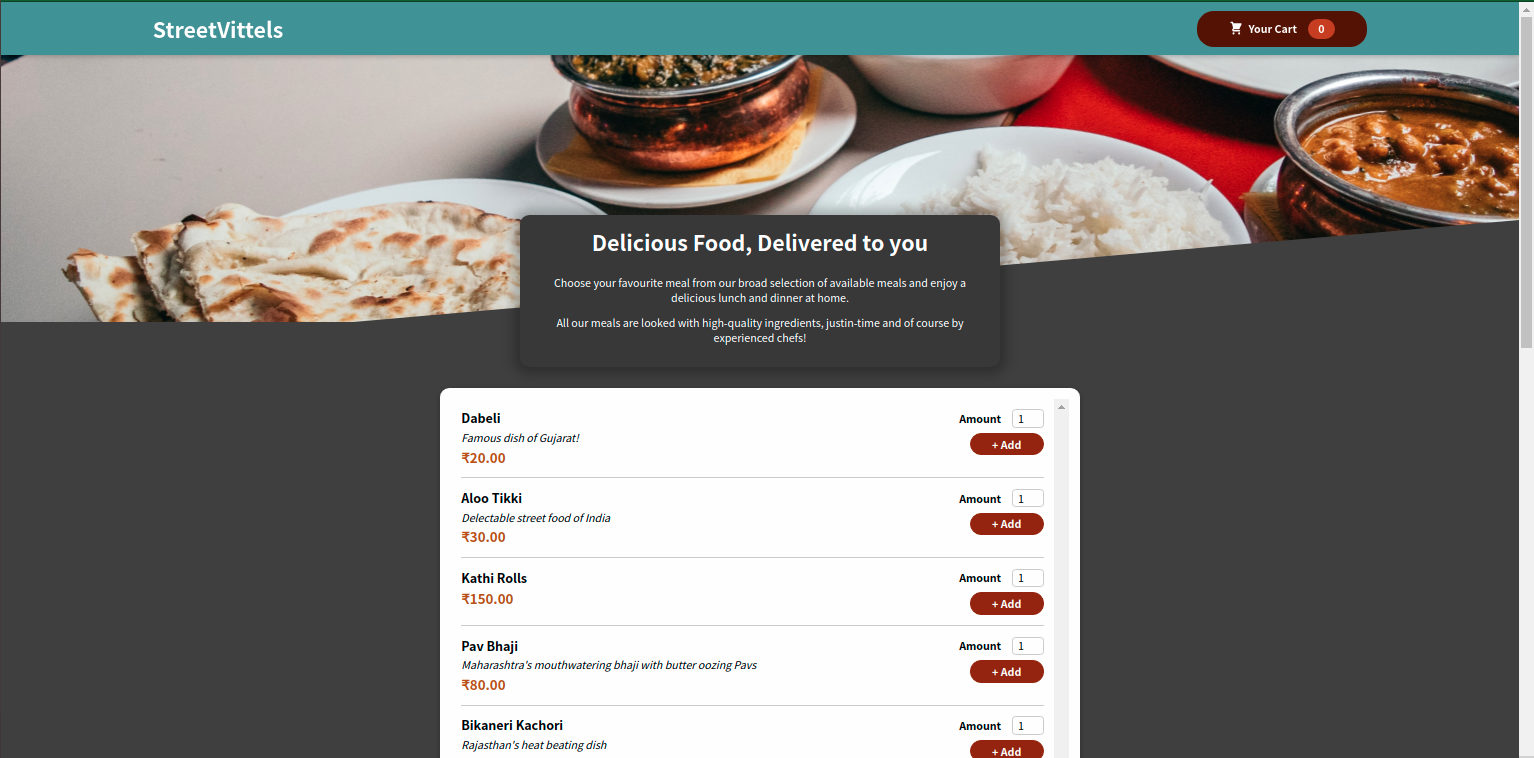 StreetVittels
Your Cart 0
Delicious Food, Delivered to you
Choose your favourite meal from our broad selection of available meals and enjoy a
delicious lunch and dinner at home.
All our meals are looked with high-quality ingredients, justin-time and of course by
experienced chefs!
Dabeli
Amount 1
Famous dish of Gujarat!
+ Add
₹20.00
Aloo Tikki
Amount 1
Delectable street food of India
+ Add
₹30.00
Kathi Rolls
Amount 1
₹150.00
+ Add
Pav Bhaji
Amount 1
Maharashtra's mouthwatering bhaji with butter oozing Pavs
+ Add
₹80.00
Bikaneri Kachori
Amount 1
Rajasthan's heat beating dish
+ Add